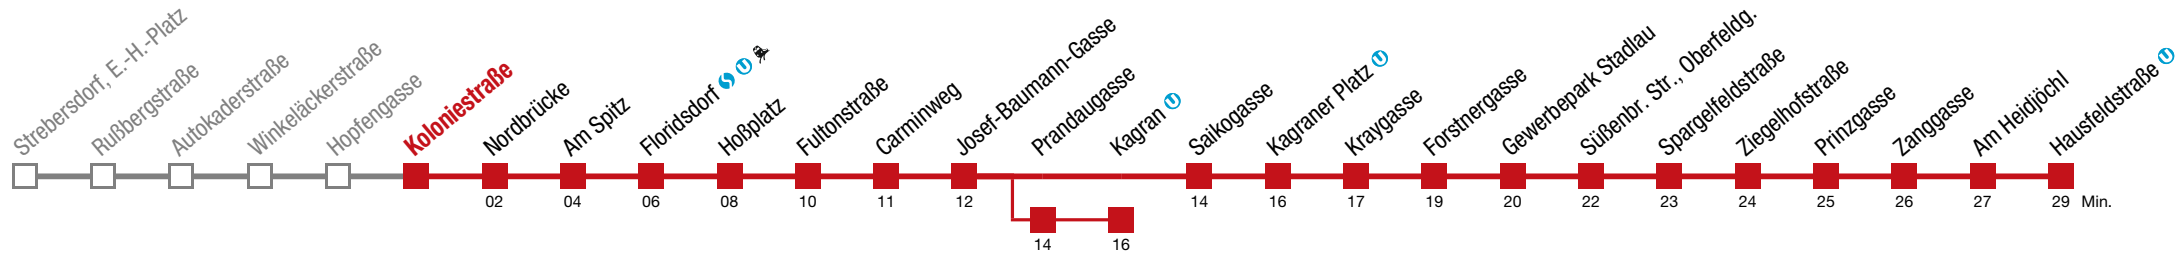 Strebersdorf, E.-H.-Platz
Rußbergstraße
Autokaderstraße
Winkeläckerstraße
Hopfengasse
Koloniestraße
Nordbrücke
Am Spitz
Floridsdorf
Hoßplatz
Fultonstraße
Carminweg
Josef-Baumann-Gasse
Prandaugasse
Kagran
Saikogasse
Kagraner Platz
Kraygasse
Forstnergasse
Gewerbepark Stadlau
Süßenbr. Str., Oberfeldg.
Spargelfeldstraße
Ziegelhofstraße
Prinzgasse
Zanggasse
Am Heidjöchl
Hausfeldstraße
02 04 06 08 10 11 12 14 16 17 19 20 22 23 24 25 26 27 29 Min.
14 16